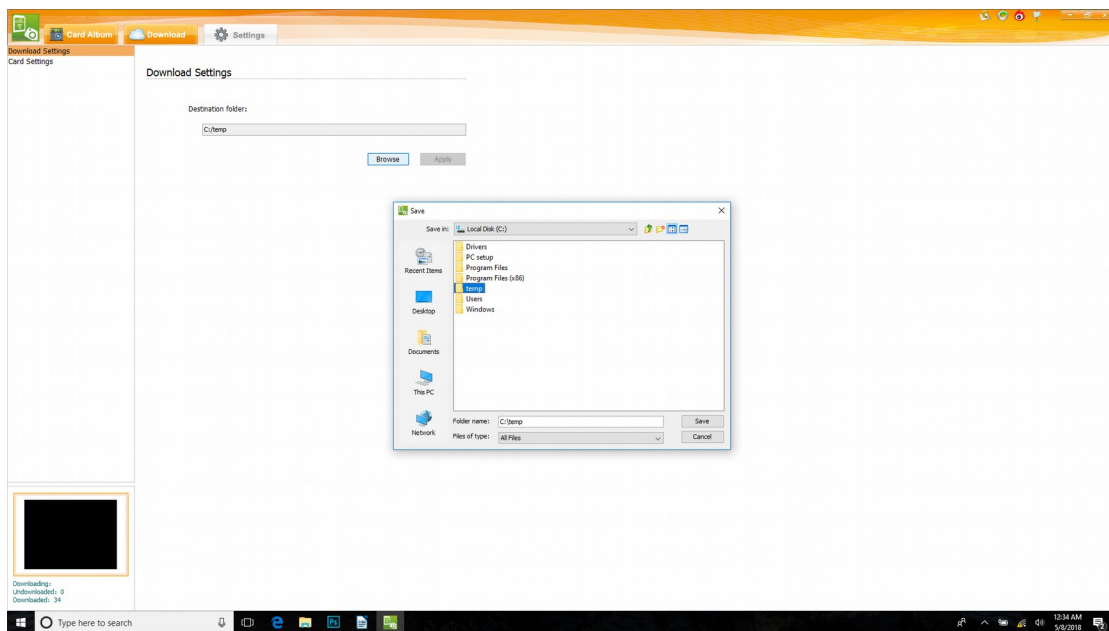 Card Album
Download
Settings
Download Settings
Card Settings
Download Settings
Destination folder:
C:/temp
Browse
Apply
Save
Save in:
Local Disk (C:)
Recent Items
Desktop
Documents
This PC
Network
Drivers
PC setup
Program Files
Program Files (x86)
temp
Users
Windows
Folder name:
C:\temp
Save
Files of type:
All Files
Cancel
Downloading:
Undownloaded: 0
Downloaded: 34
Type here to search
Ps
12:34 AM
5/8/2018